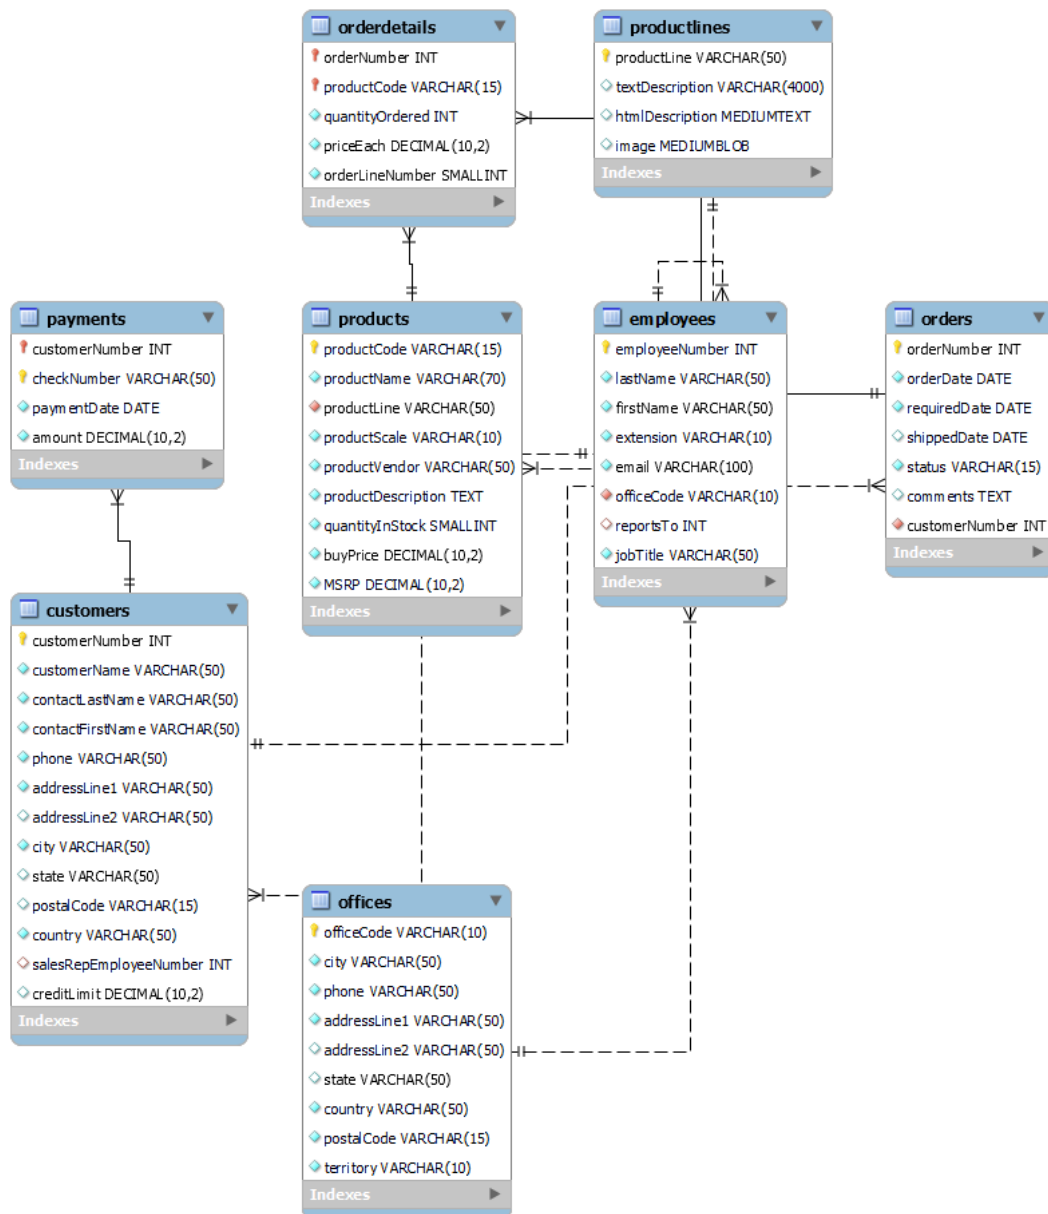 orderdetails
orderNumber INT
productCode VARCHAR(15)
quantityOrdered INT
priceEach DECIMAL(10,2)
orderLineNumber SMALLINT
Indexes
productlines
productLine VARCHAR(50)
textDescription VARCHAR(4000)
htmlDescription MEDIUMTEXT
image MEDIUMBLOB
Indexes
payments
customerNumber INT
checkNumber VARCHAR(50)
paymentDate DATE
amount DECIMAL(10,2)
Indexes
products
productCode VARCHAR(15)
productName VARCHAR(70)
productLine VARCHAR(50)
productScale VARCHAR(10)
productVendor VARCHAR(50)
productDescription TEXT
quantityInStock SMALLINT
buyPrice DECIMAL(10,2)
MSRP DECIMAL(10,2)
Indexes
employees
employeeNumber INT
lastName VARCHAR(50)
firstName VARCHAR(50)
extension VARCHAR(10)
email VARCHAR(100)
officeCode VARCHAR(10)
reportsTo INT
jobTitle VARCHAR(50)
Indexes
orders
orderNumber INT
orderDate DATE
requiredDate DATE
shippedDate DATE
status VARCHAR(15)
comments TEXT
customerNumber INT
Indexes
customers
customerNumber INT
customerName VARCHAR(50)
contactLastName VARCHAR(50)
contactFirstName VARCHAR(50)
phone VARCHAR(50)
addressLine1 VARCHAR(50)
addressLine2 VARCHAR(50)
city VARCHAR(50)
state VARCHAR(50)
postalCode VARCHAR(15)
country VARCHAR(50)
salesRepEmployeeNumber INT
creditLimit DECIMAL(10,2)
Indexes
offices
officeCode VARCHAR(10)
city VARCHAR(50)
phone VARCHAR(50)
addressLine1 VARCHAR(50)
addressLine2 VARCHAR(50)
state VARCHAR(50)
country VARCHAR(50)
postalCode VARCHAR(15)
territory VARCHAR(10)
Indexes